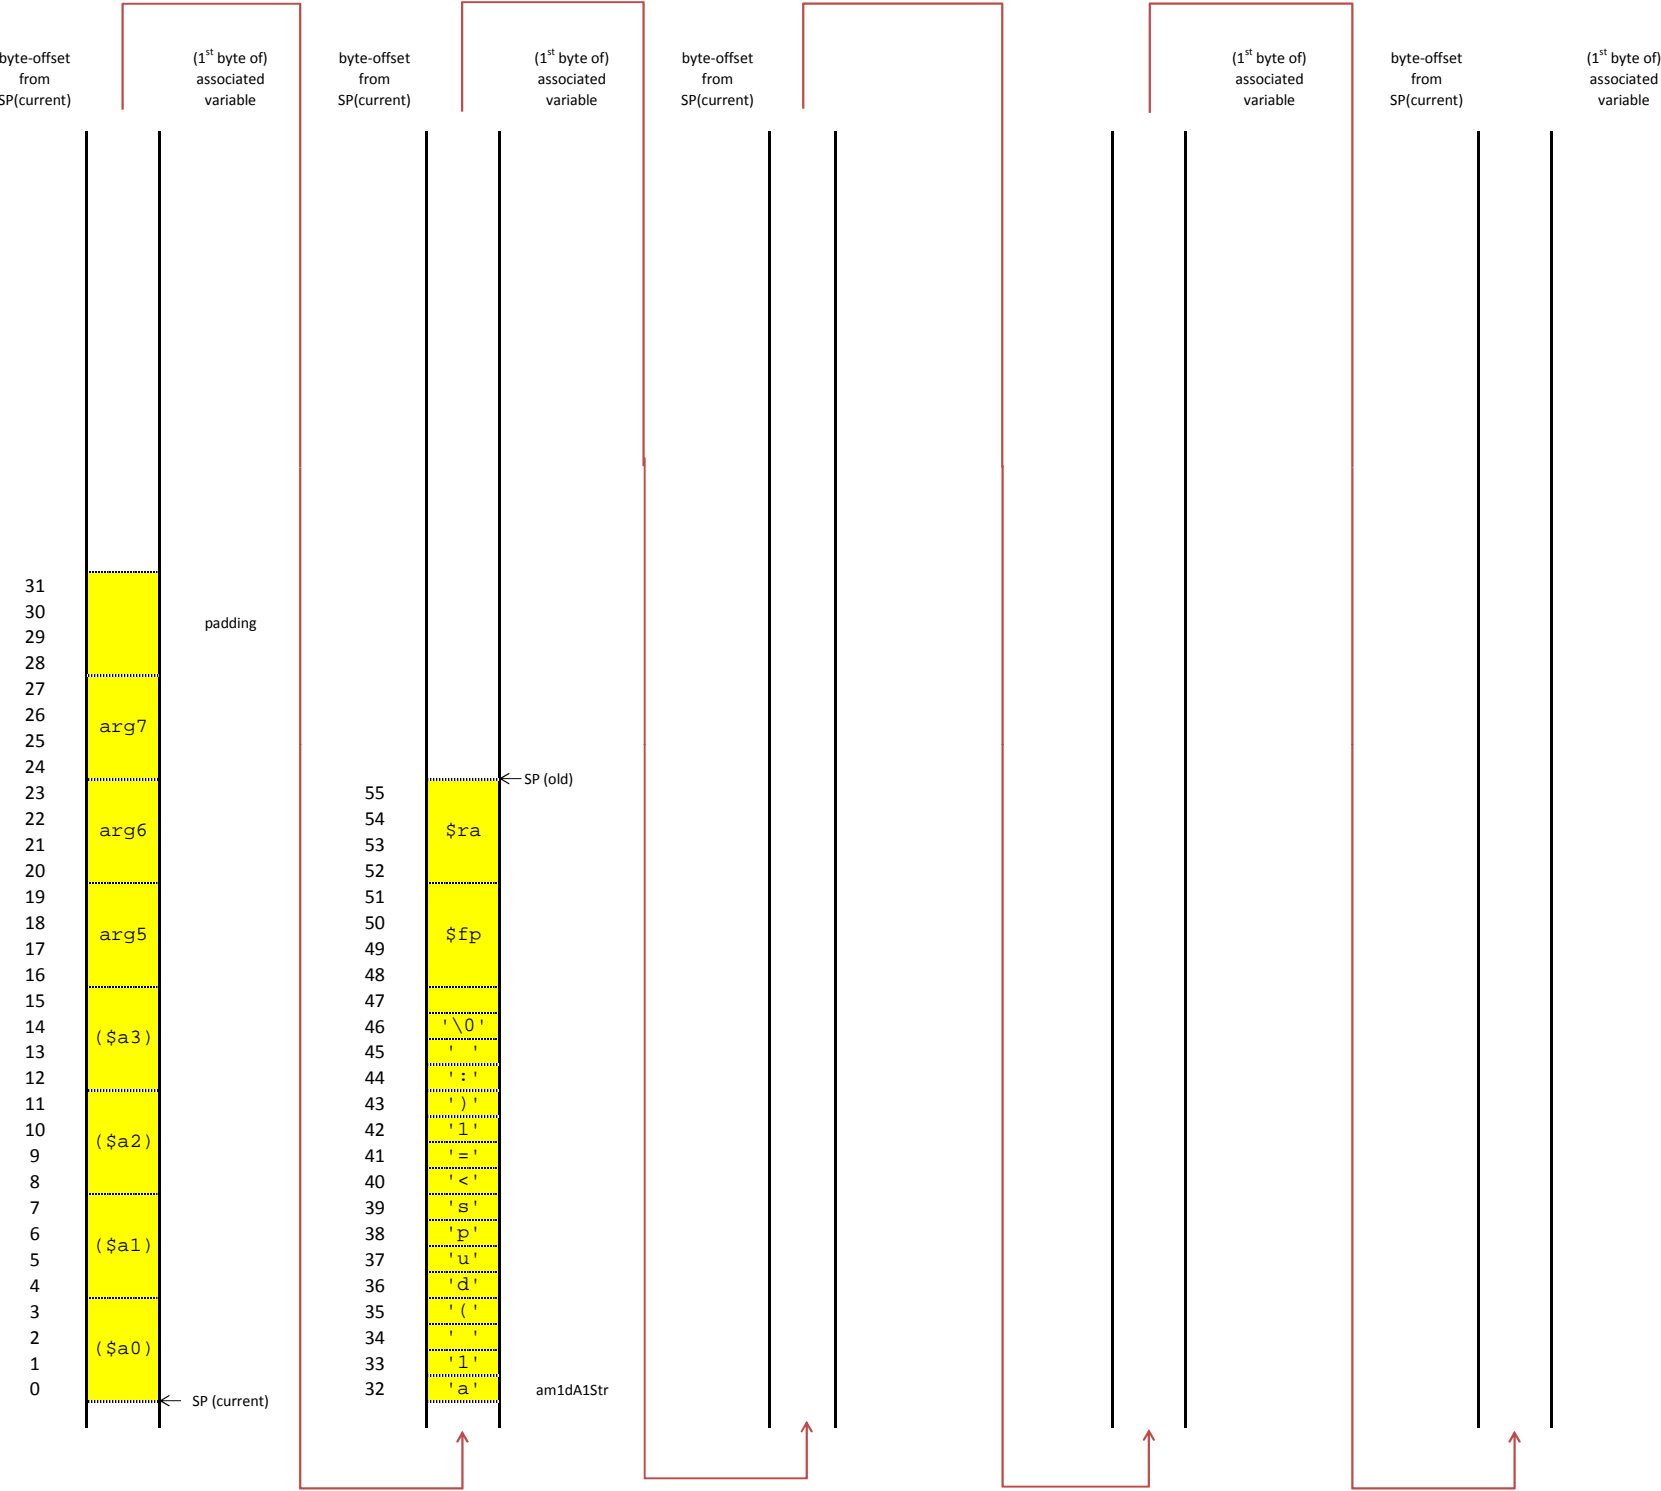 byte-offset
from
SP(current)
(1st byte of)
associated
variable
byte-offset
from
SP(current)
(1st byte of)
associated
variable
byte-offset
from
SP(current)
(1st byte of)
associated
variable
byte-offset
from
SP(current)
(1st byte of)
associated
variable
31
30
29
28
27
26
25
24
23
22
21
20
19
18
17
16
15
14
13
12
11
10
9
8
7
6
5
4
3
2
1
0
arg7
arg6
arg5
($a3)
($a2)
($a1)
($a0)
padding
SP (current)
55
54
53
52
51
50
49
48
47
46
45
44
43
42
41
40
39
38
37
36
35
34
33
32
$ra
$fp
'\0'
' '
':'
')'
'1'
'='
'<'
's'
'p'
'u'
'd'
'('
' '
'1'
'a'
SP (old)
am1dA1Str